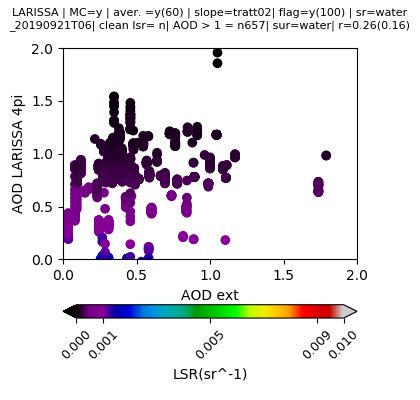 LARISSA | MC=y | aver. =y(60) | slope=tratt02| flag=y(100) | sr=water
_20190921T06| clean lsr= n| AOD > 1 = n657| sur=water| r=0.26(0.16)
2.0
1.5
1.0
0.5
0.0
AOD LARISSA 4pi
0.0 0.5 1.0 1.5 2.0
AOD ext
0.000 0.001 0.005 0.009 0.010
LSR(sr^-1)